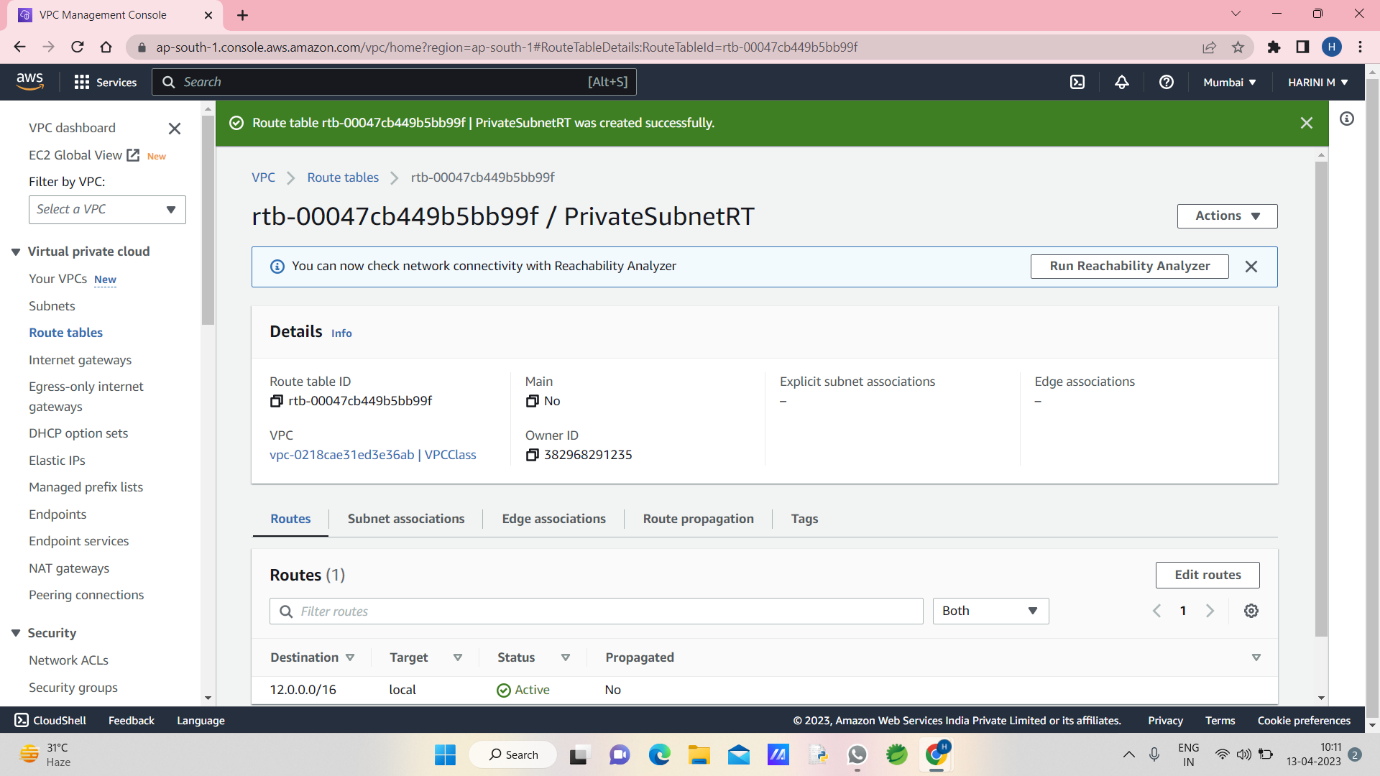 VPC Management Console
ap-south-1.console.aws.amazon.com/vpc/home?region=ap-south-1#RouteTableDetails:RouteTableId=rtb-00047cb449b5bb99f
H
aws
Services
Search
[Alt+S]
Mumbai
HARINI M
VPC dashboard
EC2 Global View New
Filter by VPC:
Select a VPC
Virtual private cloud
Your VPCs New
Subnets
Route tables
Internet gateways
Egress-only internet
gateways
DHCP option sets
Elastic IPs
Managed prefix lists
Endpoints
Endpoint services
NAT gateways
Peering connections
Security
Network ACLs
Security groups
Route table rtb-00047cb449b5bb99f | PrivateSubnetRT was created successfully.
VPC Route tables rtb-00047cb449b5bb99f
rtb-00047cb449b5bb99f / PrivateSubnetRT
Actions
You can now check network connectivity with Reachability Analyzer
Run Reachability Analyzer
Details Info
Route table ID
rtb-00047cb449b5bb99f
Main
No
Explicit subnet associations
–
Edge associations
–
VPC
vpc-0218cae31ed3e36ab | VPCClass
Owner ID
382968291235
Routes Subnet associations Edge associations Route propagation Tags
Routes (1)
Edit routes
Filter routes
Both
1
Destination Target Status Propagated
12.0.0.0/16 local Active No
CloudShell Feedback Language
© 2023, Amazon Web Services India Private Limited or its affiliates. Privacy Terms Cookie preferences
31°C
Haze
Search
H
ENG
IN
10:11
13-04-2023
2